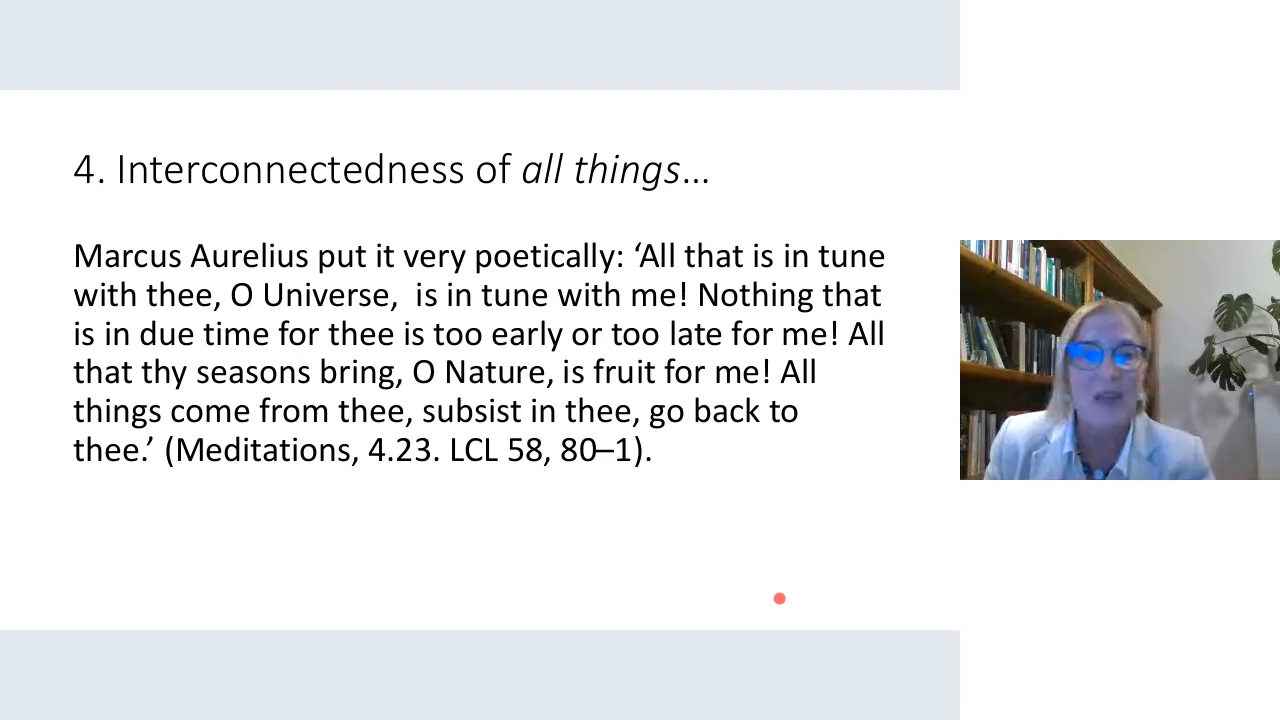 4. Interconnectedness of all things...
Marcus Aurelius put it very poetically: ‘All that is in tune
with thee, O Universe,  is in tune with me! Nothing that
is in due time for thee is too early or too late for me! All
that thy seasons bring, O Nature, is fruit for me! All
things come from thee, subsist in thee, go back to
thee.’ (Meditations, 4.23. LCL 58, 80–1).